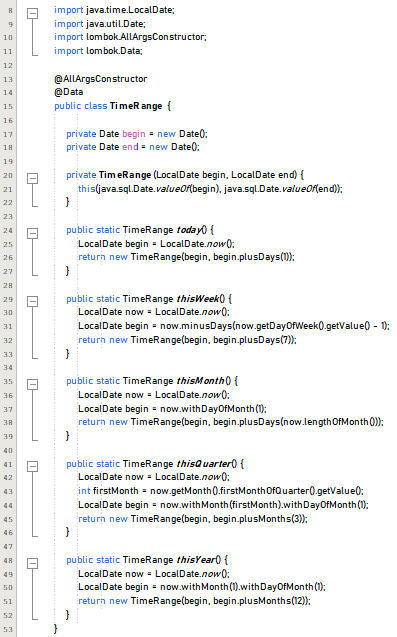 8 import java.time.LocalDate;
9 import java.util.Date;
10 import lombok.AllArgsConstructor;
11 import lombok.Data;
12
13 @AllArgsConstructor
14 @Data
15 public class TimeRange {
16
17 private Date begin = new Date();
18 private Date end = new Date();
19
20 private TimeRange (LocalDate begin, LocalDate end) {
21 this(java.sql.Date.valueOf(begin), java.sql.Date.valueOf(end));
22 }
23
24 public static TimeRange today() {
25 LocalDate begin = LocalDate.now();
26 return new TimeRange(begin, begin.plusDays(1));
27 }
28
29 public static TimeRange thisWeek() {
30 LocalDate now = LocalDate.now();
31 LocalDate begin = now.minusDays(now.getDayOfWeek().getValue() - 1);
32 return new TimeRange(begin, begin.plusDays(7));
33 }
34
35 public static TimeRange thisMonth() {
36 LocalDate now = LocalDate.now();
37 LocalDate begin = now.withDayOfMonth(1);
38 return new TimeRange(begin, begin.plusDays(now.lengthOfMonth()));
39 }
40
41 public static TimeRange thisQuarter() {
42 LocalDate now = LocalDate.now();
43 int firstMonth = now.getMonth().firstMonthOfQuarter().getValue();
44 LocalDate begin = now.withMonth(firstMonth).withDayOfMonth(1);
45 return new TimeRange(begin, begin.plusMonths(3));
46 }
47
48 public static TimeRange thisYear() {
49 LocalDate now = LocalDate.now();
50 LocalDate begin = now.withMonth(1).withDayOfMonth(1);
51 return new TimeRange(begin, begin.plusMonths(12));
52 }
53 }